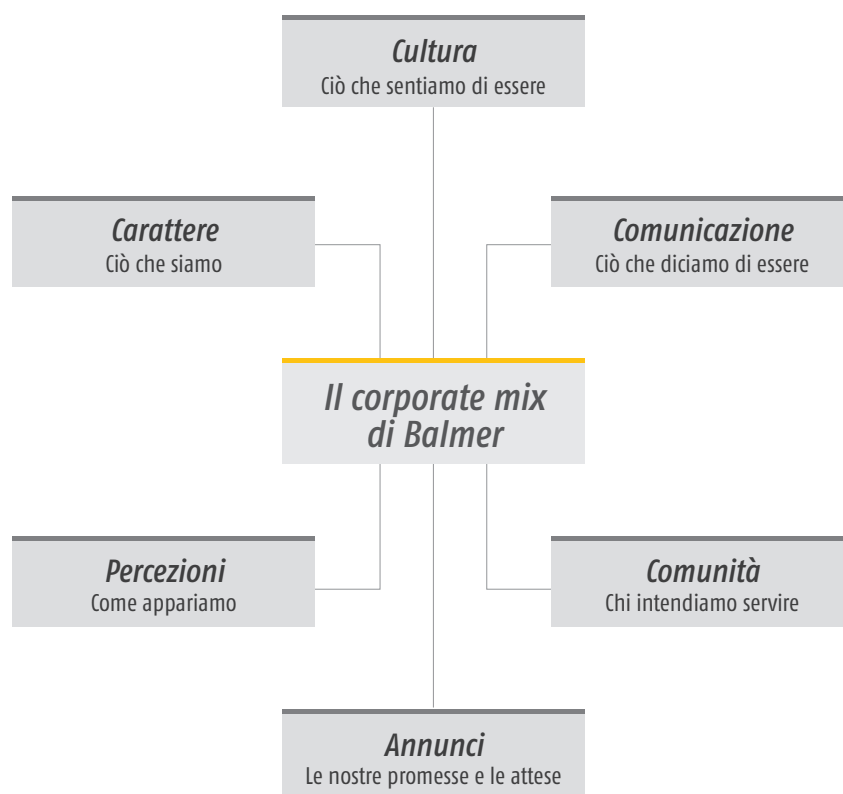 Cultura
Ciò che sentiamo di essere
Carattere
Ciò che siamo
Comunicazione
Ciò che diciamo di essere
Il corporate mix
di Balmer
Percezioni
Come appariamo
Comunità
Chi intendiamo servire
Annunci
Le nostre promesse e le attese